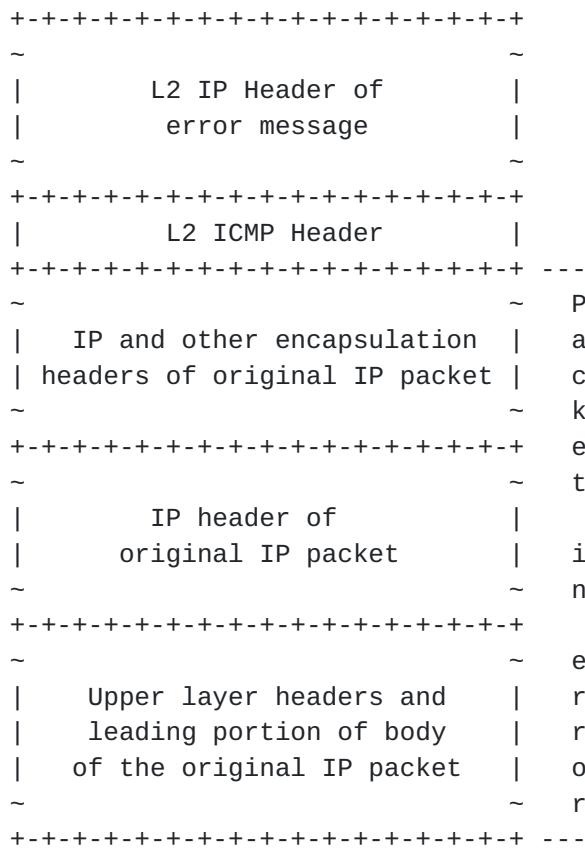 +-+-+-+-+-+-+-+-+-+-+-+-+-+-+-+-+
~                               ~
|         L2 IP Header of       |
|          error message        |
~                               ~
+-+-+-+-+-+-+-+-+-+-+-+-+-+-+-+-+
|          L2 ICMP Header       |
+-+-+-+-+-+-+-+-+-+-+-+-+-+-+-+-+ ---
~                               ~   P
|   IP and other encapsulation  |   a
| headers of original IP packet |   c
~                               ~   k
+-+-+-+-+-+-+-+-+-+-+-+-+-+-+-+-+   e
~                               ~   t
|         IP header of          |
|       original IP packet      |   i
~                               ~   n
+-+-+-+-+-+-+-+-+-+-+-+-+-+-+-+-+
~                               ~   e
|     Upper layer headers and   |   r
|     leading portion of body   |   r
|    of the original IP packet  |   o
~                               ~   r
+-+-+-+-+-+-+-+-+-+-+-+-+-+-+-+-+ ---